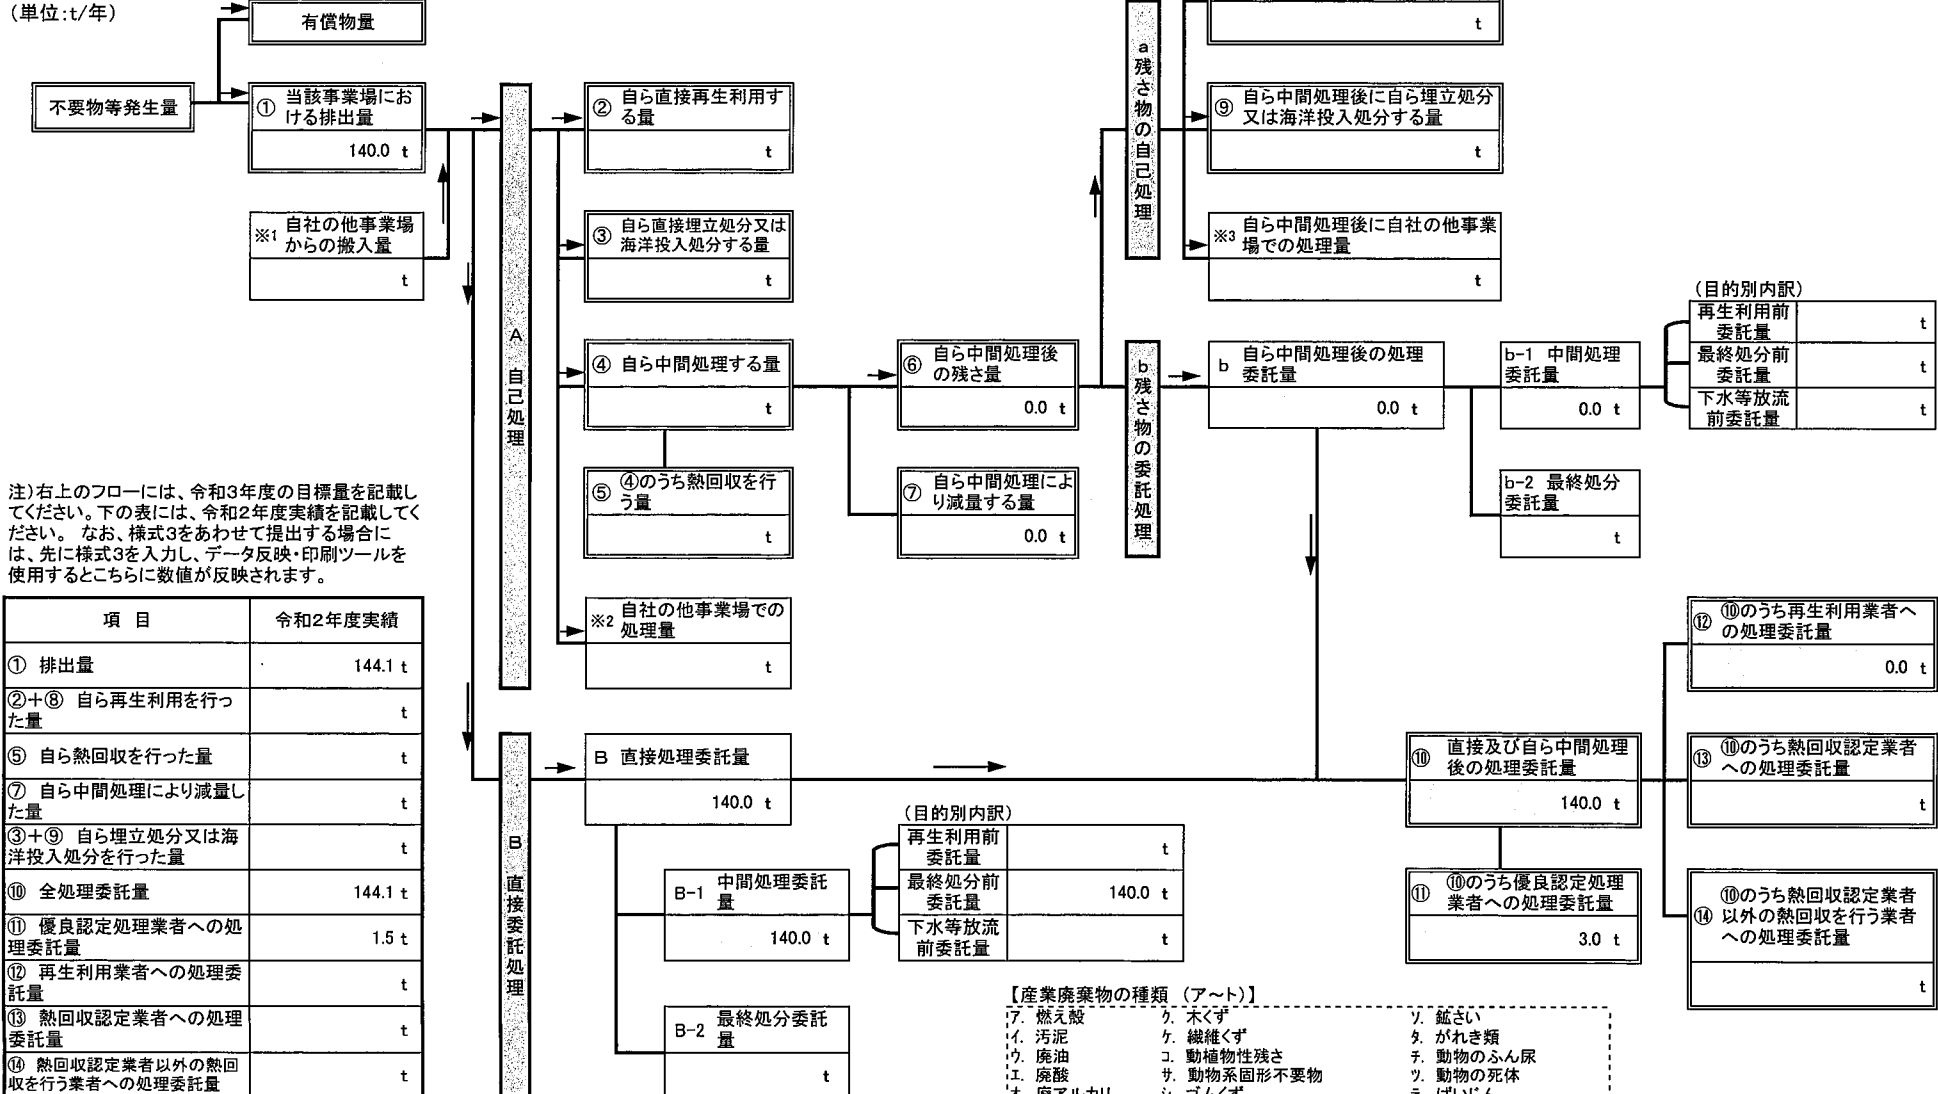 (単位:t/年)
有償物量
不要物等発生量
① 当該事業場にお
ける排出量
140.0 t
※1 自社の他事業場
からの搬入量
t
A 自己処理
② 自ら直接再生利用す
る量
t
③ 自ら直接埋立処分又は
海洋投入処分する量
t
④ 自ら中間処理する量
t
⑤ ④のうち熱回収を行
う量
t
※2 自社の他事業場での
処理量
t
⑥ 自ら中間処理後
の残さ量
0.0 t
⑦ 自ら中間処理によ
り減量する量
0.0 t
a 残さ物の自己処理
t
⑨ 自ら中間処理後に自ら埋立処分
又は海洋投入処分する量
t
※3 自ら中間処理後に自社の他事業
場での処理量
t
b 残さ物の委託処理
b 自ら中間処理後の処理
委託量
0.0 t
b-1 中間処理
委託量
0.0 t
b-2 最終処分
委託量
t
(目的別内訳)
再生利用前
委託量
t
最終処分前
委託量
t
下水等放流
前委託量
t
注)右上のフローには、令和3年度の目標量を記載し
てください。下の表には、令和2年度実績を記載してく
ださい。 なお、様式3をあわせて提出する場合に
は、先に様式3を入力し、データ反映・印刷ツールを
使用するとこちらに数値が反映されます。
項 目 令和2年度実績
① 排出量 144.1 t
②+⑧ 自ら再生利用を行っ
た量 t
⑤ 自ら熱回収を行った量 t
⑦ 自ら中間処理により減量し
た量 t
③+⑨ 自ら埋立処分又は海
洋投入処分を行った量 t
⑩ 全処理委託量 144.1 t
⑪ 優良認定処理業者への処
理委託量 1.5 t
⑫ 再生利用業者への処理委
託量 t
⑬ 熱回収認定業者への処理
委託量 t
⑭ 熱回収認定業者以外の熱回
収を行う業者への処理委託量 t
B 直接委託処理
B 直接処理委託量
140.0 t
B-1 中間処理委託
量
140.0 t
B-2 最終処分委託
量
t
(目的別内訳)
再生利用前
委託量
t
最終処分前
委託量
140.0 t
下水等放流
前委託量
t
⑩ 直接及び自ら中間処理
後の処理委託量
140.0 t
⑪ ⑩のうち優良認定処理
業者への処理委託量
3.0 t
⑫ ⑩のうち再生利用業者へ
の処理委託量
0.0 t
⑬ ⑩のうち熱回収認定業者
への処理委託量
t
⑭ ⑩のうち熱回収認定業者
以外の熱回収を行う業者
への処理委託量
t
【産業廃棄物の種類 (ア～ト)】
ア. 燃え殻 ク. 木くず ソ. 鉱さい
イ. 汚泥 ケ. 繊維くず タ. がれき類
ウ. 廃油 コ. 動植物性残さ チ. 動物のふん尿
エ. 廃酸 サ. 動物系固形不要物 ツ. 動物の死体
オ. 廃アルカリ シ. ゴムくず テ. ばいじん